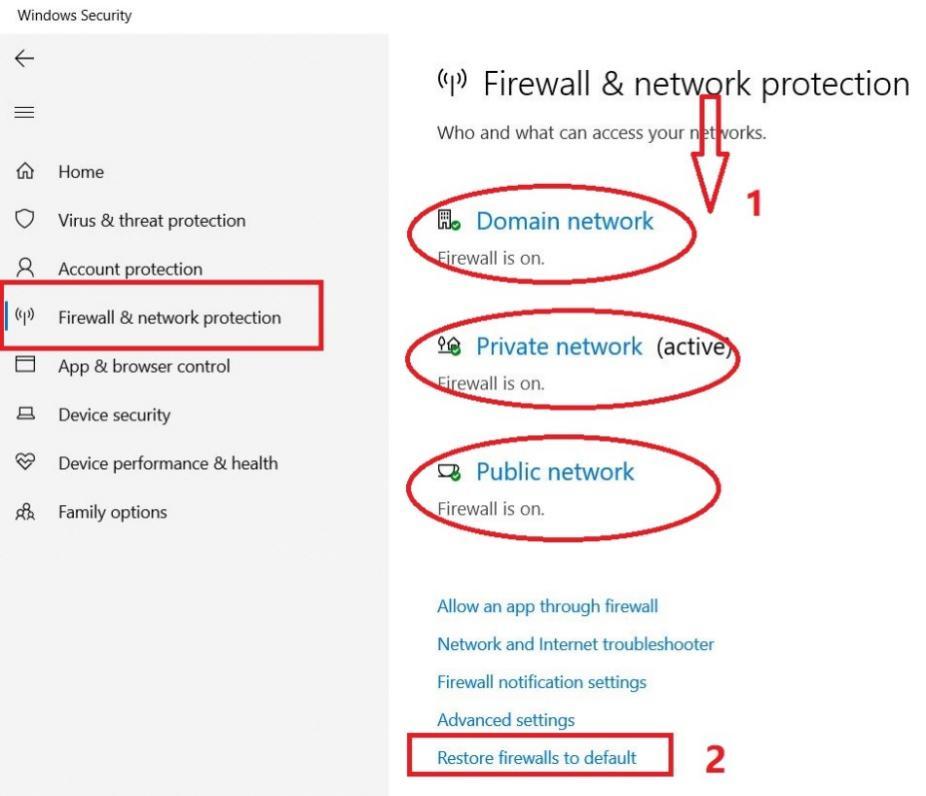 Windows Security
Home
Virus & threat protection
Account protection
Firewall & network protection
App & browser control
Device security
Device performance & health
Family options
Firewall & network protection
Who and what can access your networks.
1
Domain network
Firewall is on.
Private network (active)
Firewall is on.
Public network
Firewall is on.
Allow an app through firewall
Network and Internet troubleshooter
Firewall notification settings
Advanced settings
Restore firewalls to default 2